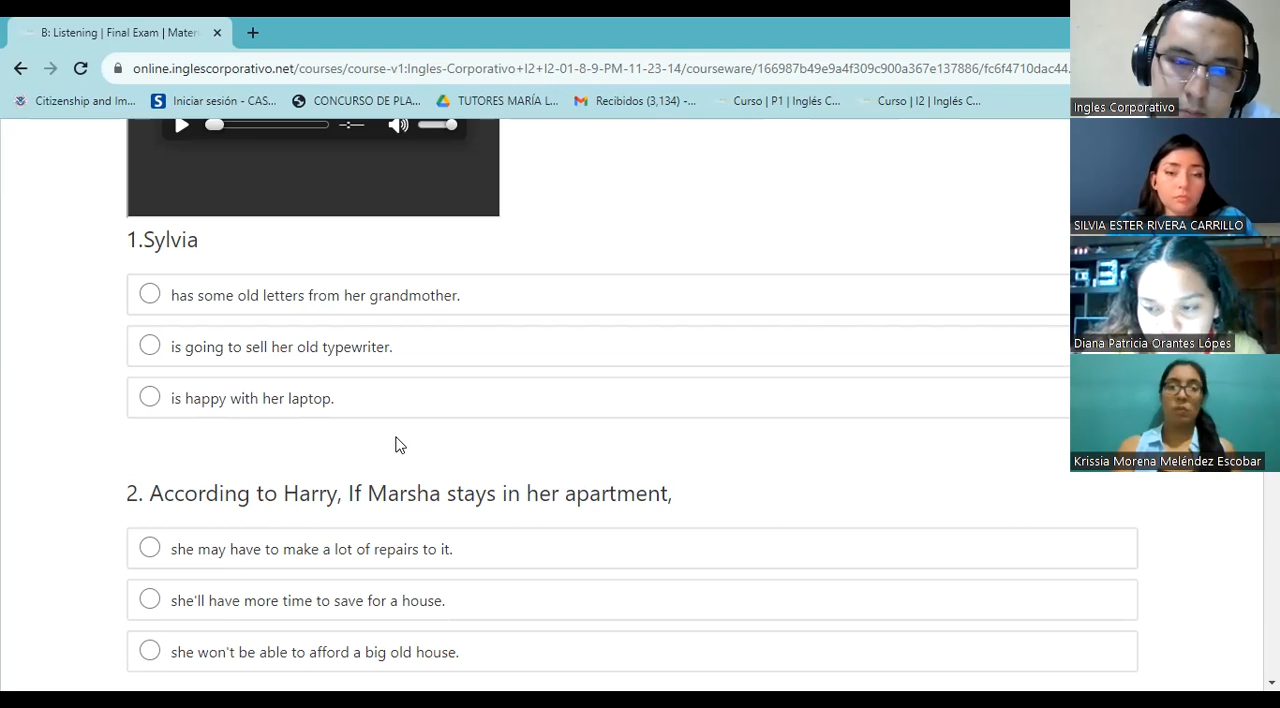 B: Listening | Final Exam | Mater
online.inglescorporativo.net/courses/course-v1:Ingles-Corporativo+I2+I2-01-8-9-PM-11-23-14/courseware/166987b49e9a4f309c900a367e137886/fc6f4710dac44...
Citizenship and Im...
Iniciar sesión - CAS...
CONCURSO DE PLA...
TUTORES MARÍA L...
Recibidos (3,134) -...
Curso | P1 | Inglés C...
Curso | I2 | Inglés C...
1.Sylvia
has some old letters from her grandmother.
is going to sell her old typewriter.
is happy with her laptop.
2. According to Harry, If Marsha stays in her apartment,
she may have to make a lot of repairs to it.
she'll have more time to save for a house.
she won't be able to afford a big old house.
Ingles Corporativo
SILVIA ESTER RIVERA CARRILLO
Diana Patricia Orantes Lópes
Krissia Morena Meléndez Escobar